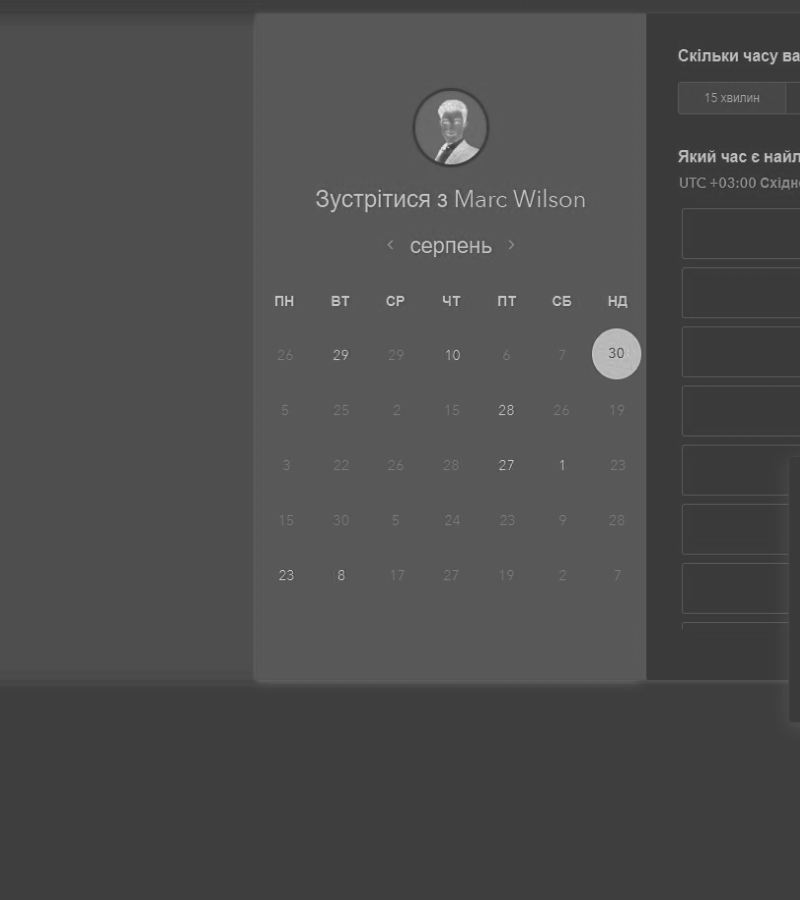 Зустрітися з Marc Wilson
серпень
ПН ВТ СР ЧТ ПТ СБ НД
26 29 29 10 6 7 30
5 25 2 15 28 26 19
3 22 26 28 27 1 23
15 30 5 24 23 9 28
23 8 17 27 19 2 7
Скільки часу ва
15 хвилин
Який час є найл
UTC +03:00 Східн